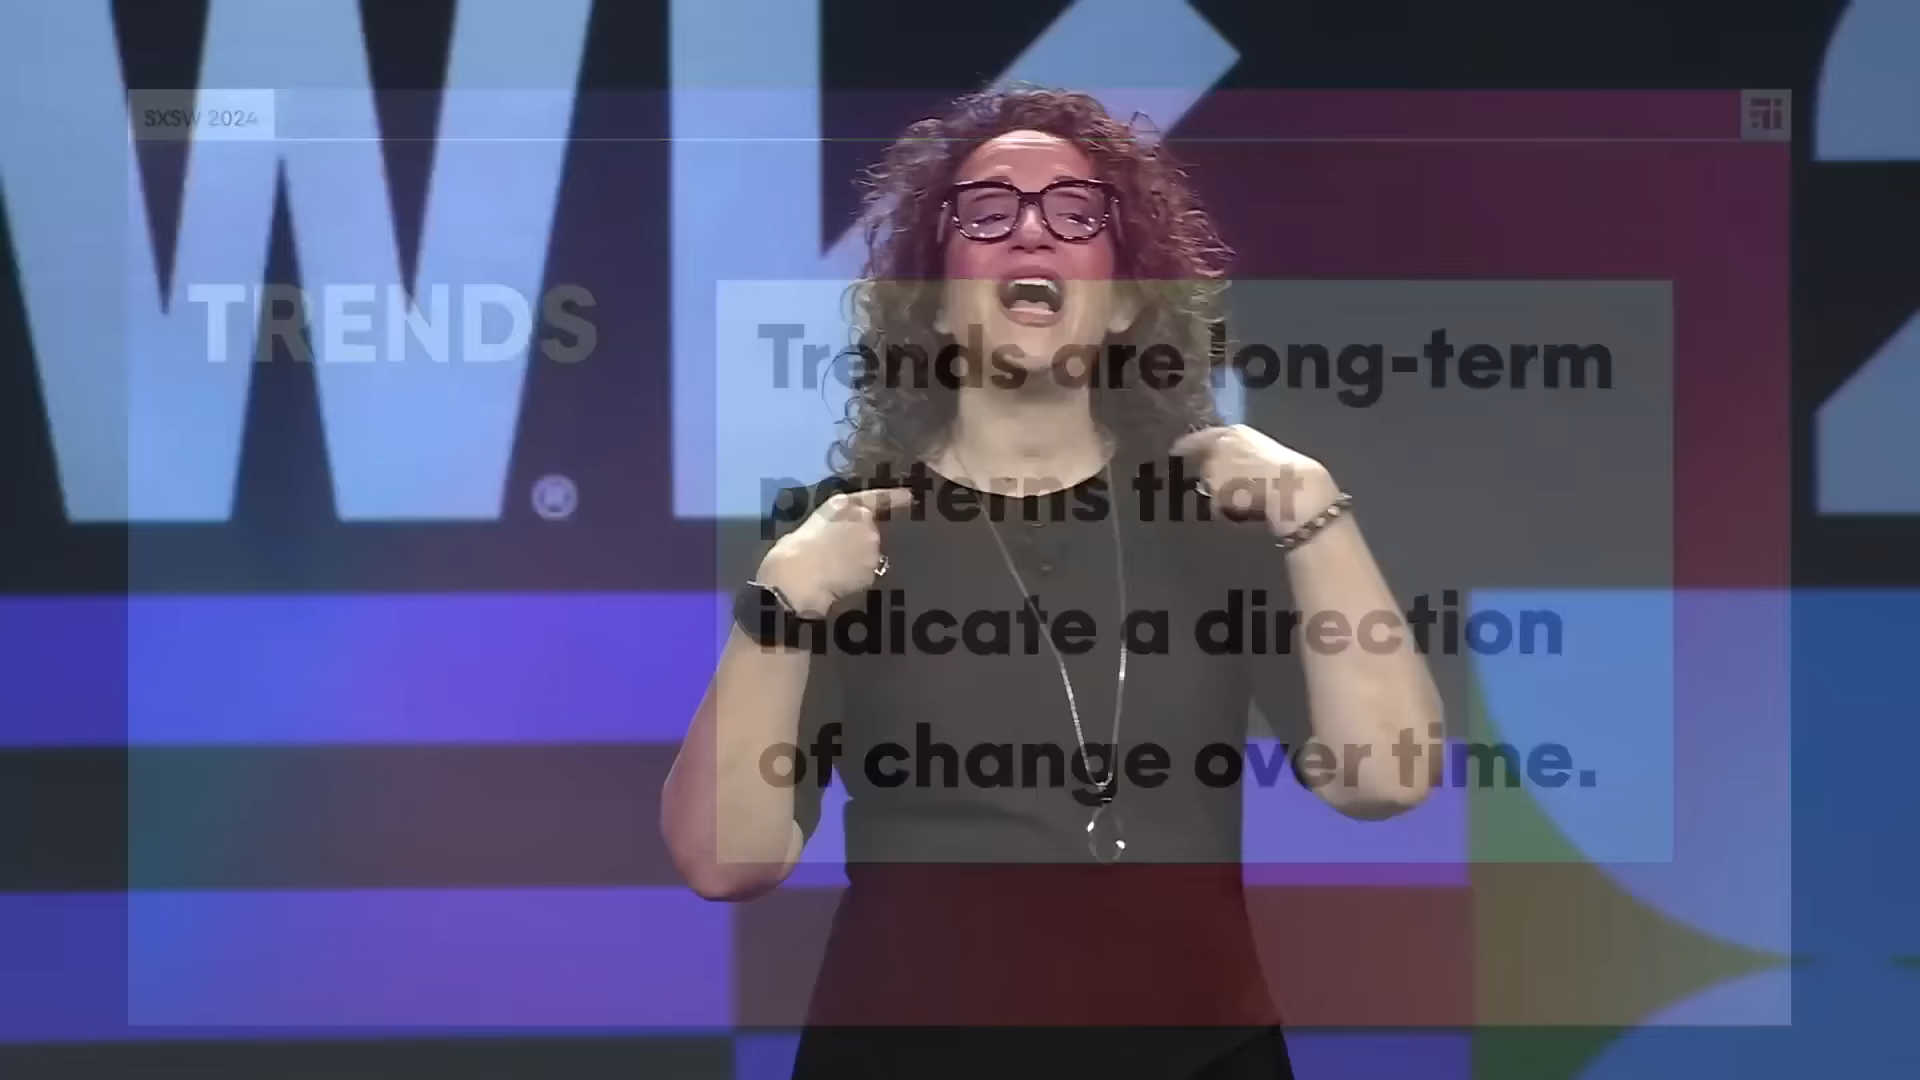 SXSW 2024
TRENDS
Trends are long-term
patterns that
indicate a direction
of change over time.